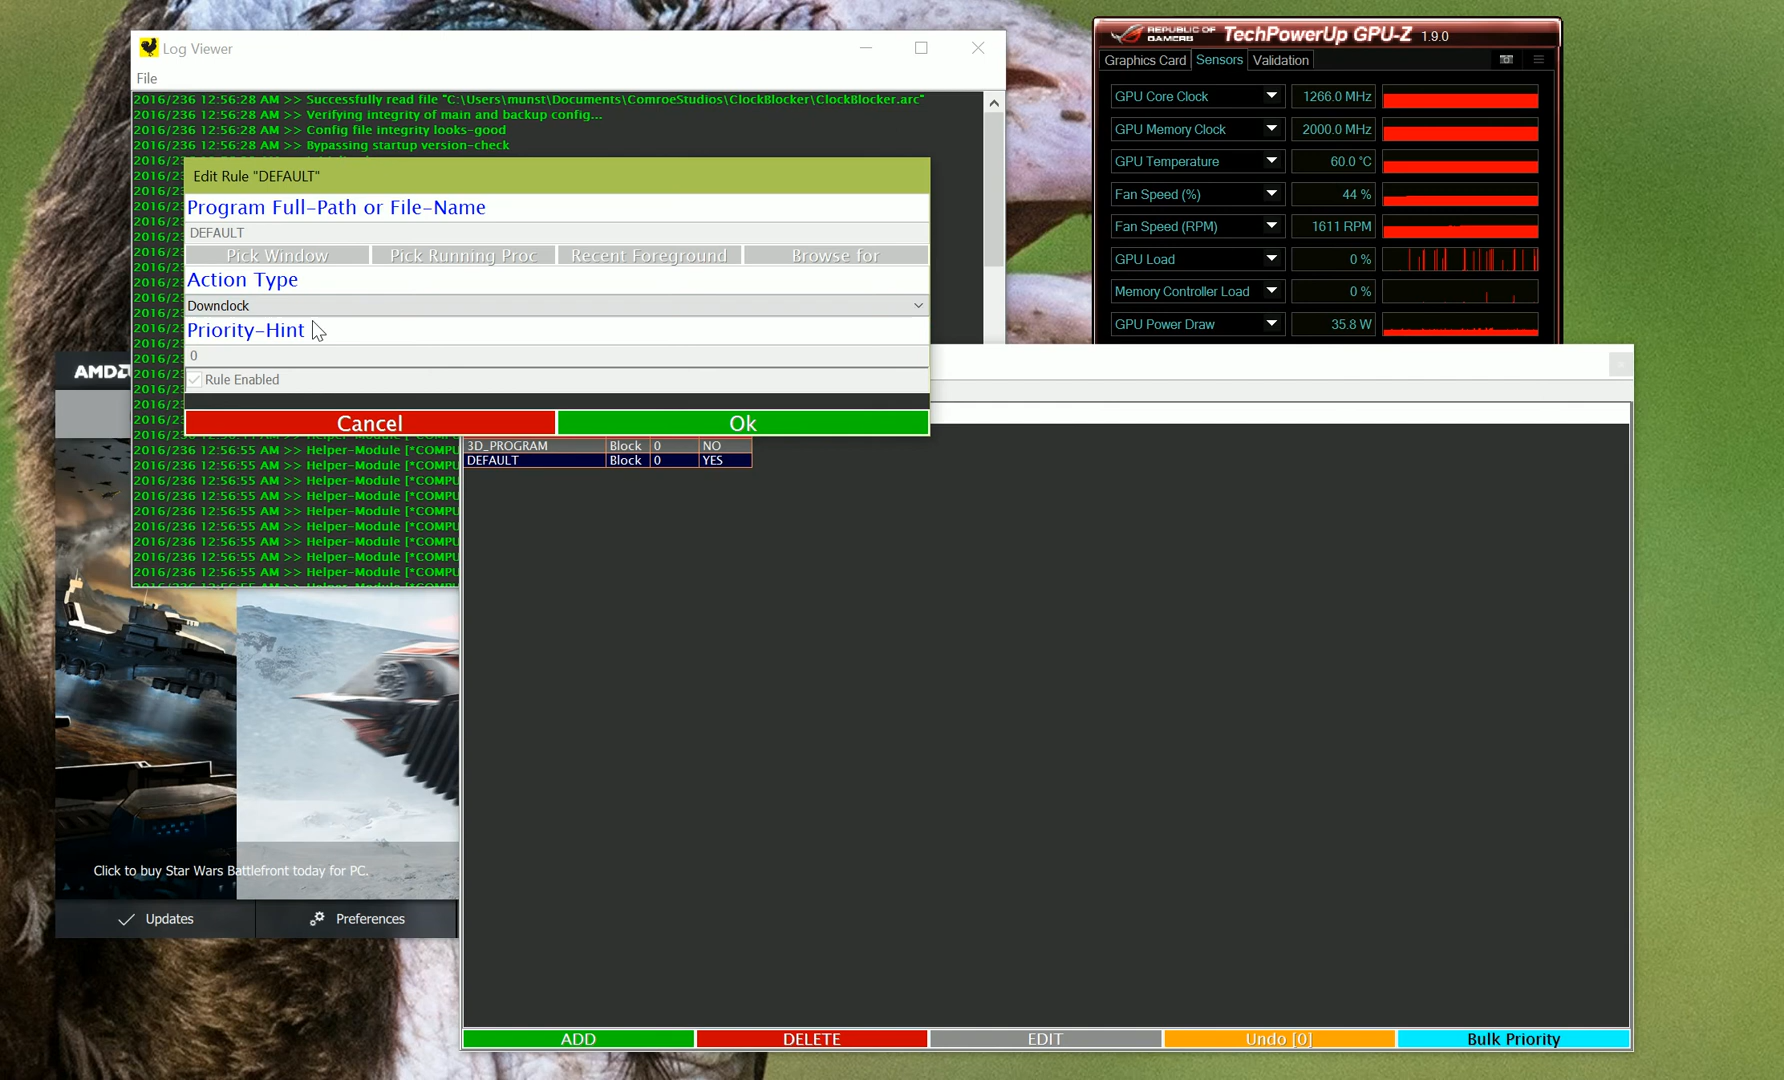 Log Viewer
File
2016/236 12:56:28 AM >> Successfully read file "C:\Users\munst\Documents\ComroeStudios\ClockBlocker\ClockBlocker.arc"
2016/236 12:56:28 AM >> Verifying integrity of main and backup config...
2016/236 12:56:28 AM >> Config file integrity looks-good
2016/236 12:56:28 AM >> Bypassing startup version-check
Edit Rule "DEFAULT"
Program Full-Path or File-Name
DEFAULT
Pick Window Pick Running Proc Recent Foreground Browse for
Action Type
Downclock
Priority-Hint
0
Rule Enabled
Cancel Ok
REPUBLIC OF GAMERS TechPowerUp GPU-Z 1.9.0
Graphics Card Sensors Validation
GPU Core Clock 1266.0 MHz
GPU Memory Clock 2000.0 MHz
GPU Temperature 60.0 °C
Fan Speed (%) 44 %
Fan Speed (RPM) 1611 RPM
GPU Load 0 %
Memory Controller Load 0 %
GPU Power Draw 35.8 W
AMD
3D_PROGRAM Block 0 NO
DEFAULT Block 0 YES
2016/236 12:56:55 AM >> Helper-Module [*COMPU
2016/236 12:56:55 AM >> Helper-Module [*COMPU
2016/236 12:56:55 AM >> Helper-Module [*COMPU
2016/236 12:56:55 AM >> Helper-Module [*COMPU
2016/236 12:56:55 AM >> Helper-Module [*COMPU
2016/236 12:56:55 AM >> Helper-Module [*COMPU
2016/236 12:56:55 AM >> Helper-Module [*COMPU
2016/236 12:56:55 AM >> Helper-Module [*COMPU
2016/236 12:56:55 AM >> Helper-Module [*COMPU
Click to buy Star Wars Battlefront today for PC.
Updates Preferences
ADD DELETE EDIT Undo [0] Bulk Priority